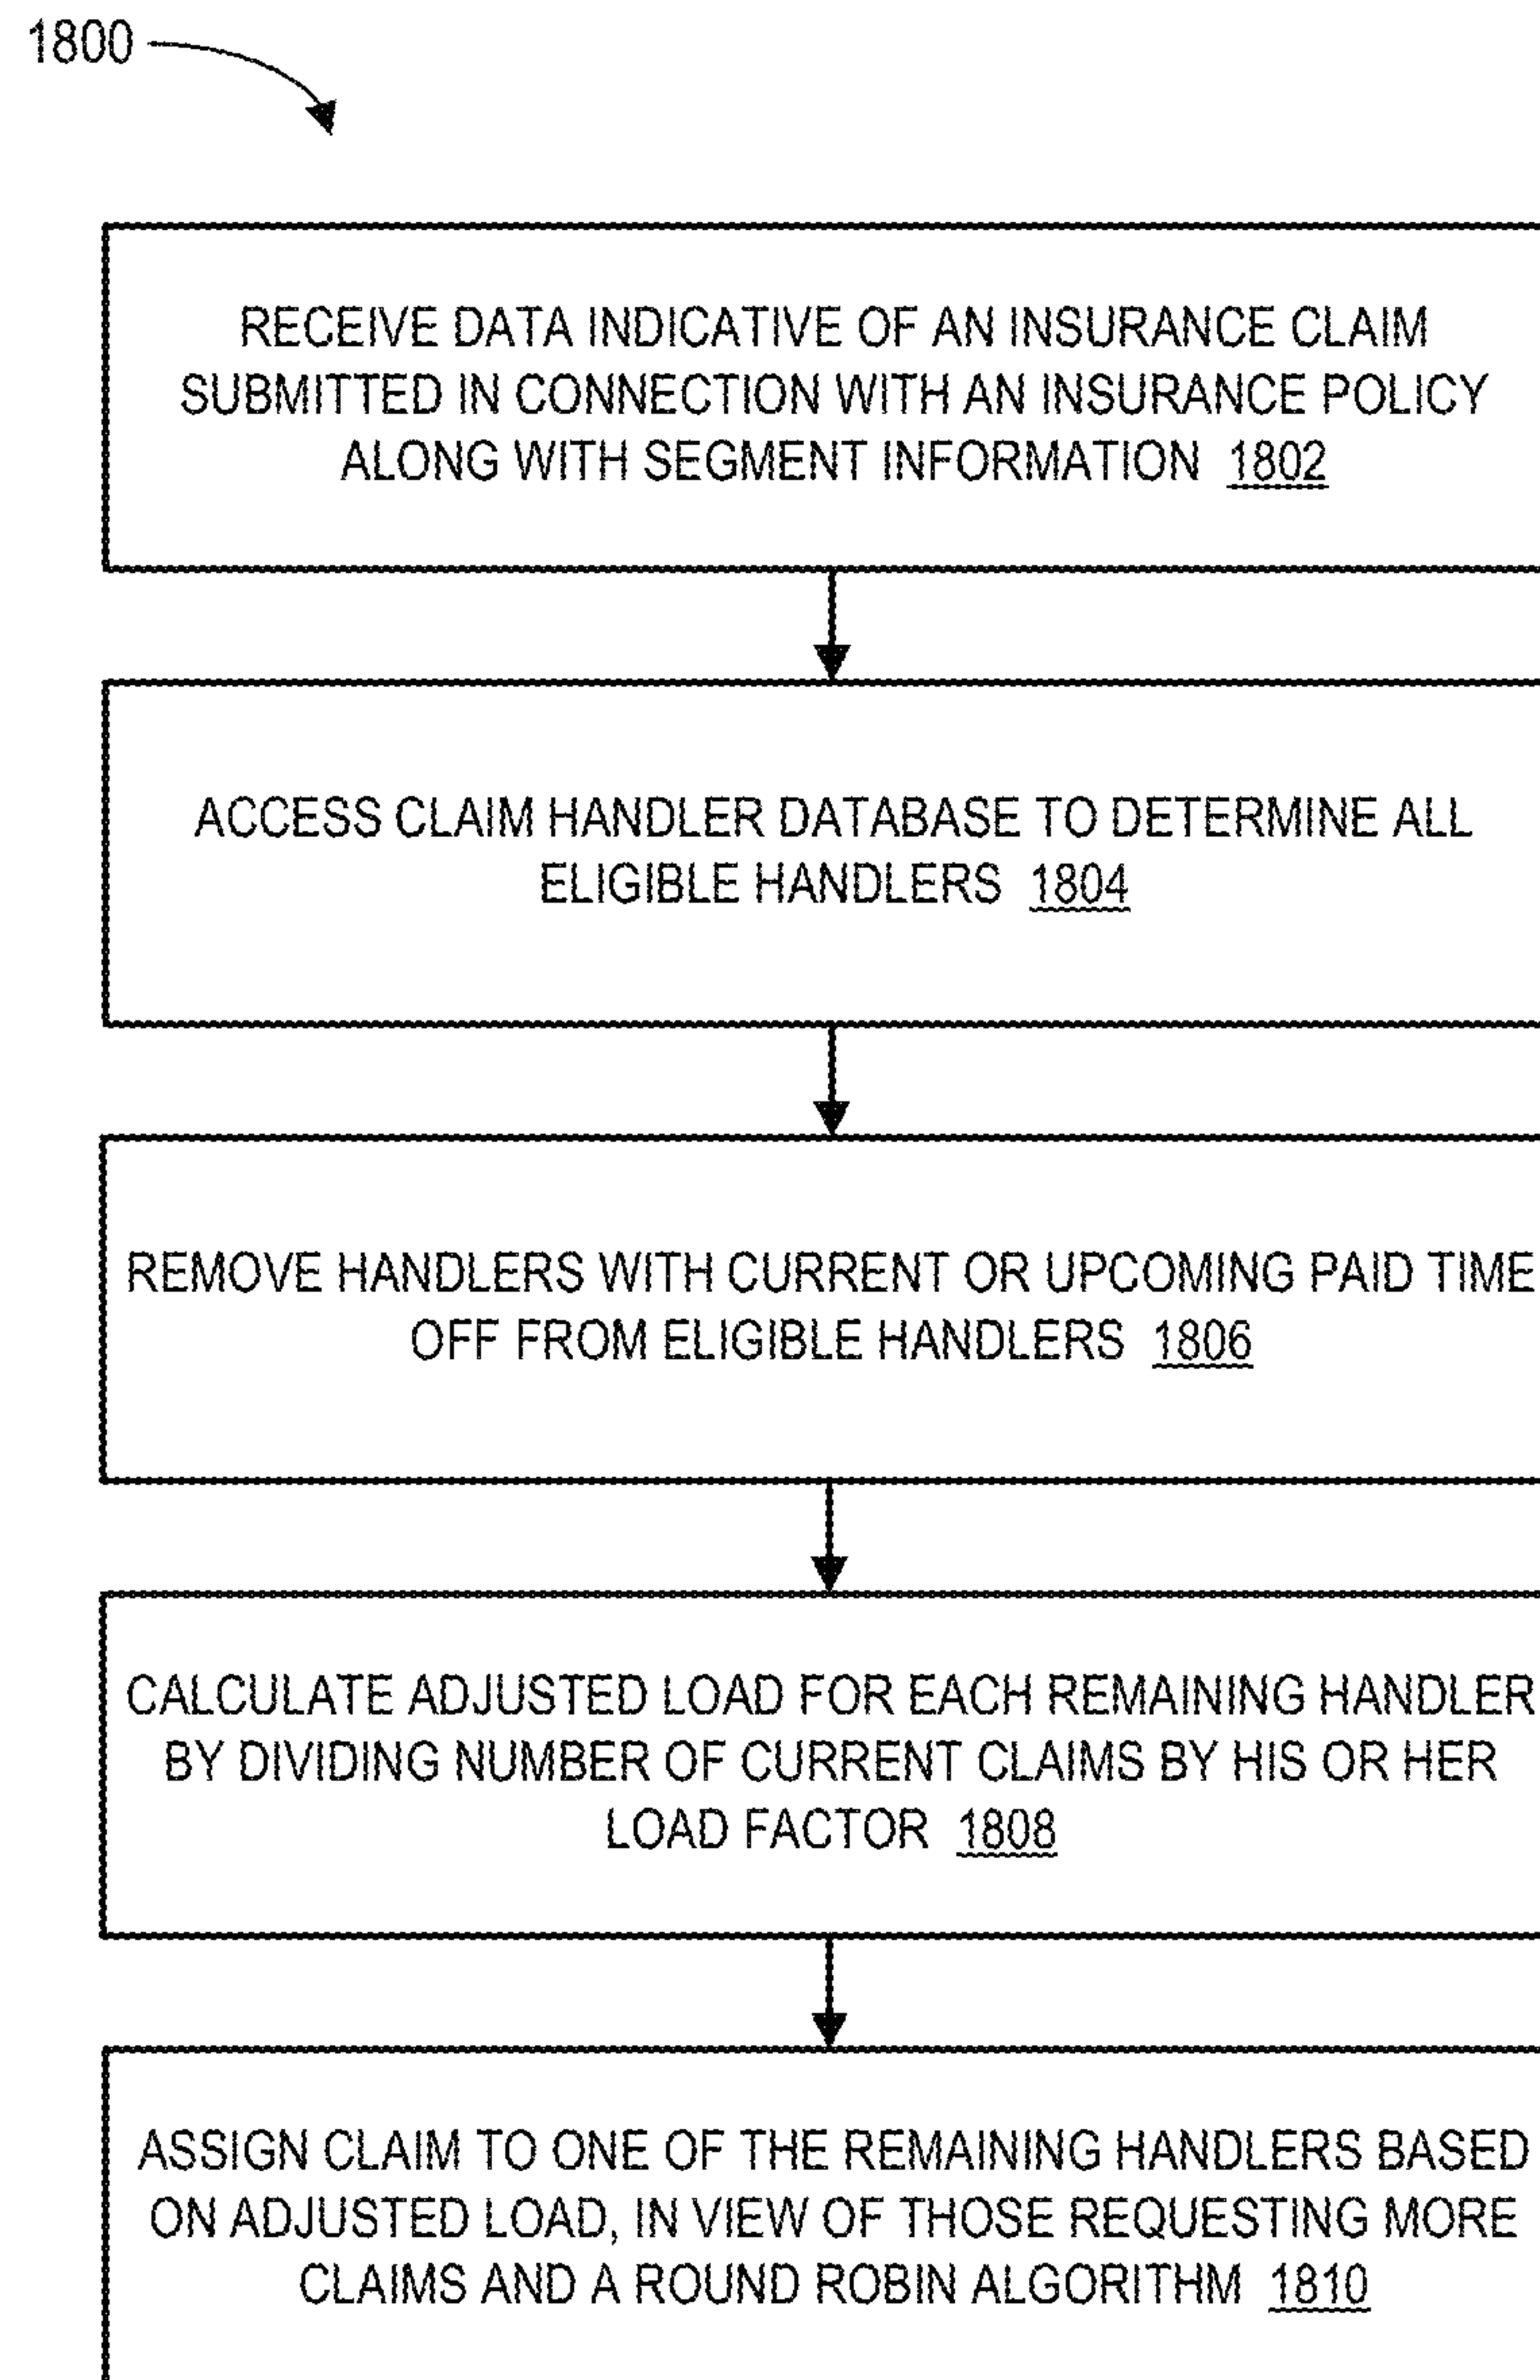 1800
RECEIVE DATA INDICATIVE OF AN INSURANCE CLAIM
SUBMITTED IN CONNECTION WITH AN INSURANCE POLICY
ALONG WITH SEGMENT INFORMATION 1802
ACCESS CLAIM HANDLER DATABASE TO DETERMINE ALL
ELIGIBLE HANDLERS 1804
REMOVE HANDLERS WITH CURRENT OR UPCOMING PAID TIME
OFF FROM ELIGIBLE HANDLERS 1806
CALCULATE ADJUSTED LOAD FOR EACH REMAINING HANDLER
BY DIVIDING NUMBER OF CURRENT CLAIMS BY HIS OR HER
LOAD FACTOR 1808
ASSIGN CLAIM TO ONE OF THE REMAINING HANDLERS BASED
ON ADJUSTED LOAD, IN VIEW OF THOSE REQUESTING MORE
CLAIMS AND A ROUND ROBIN ALGORITHM 1810